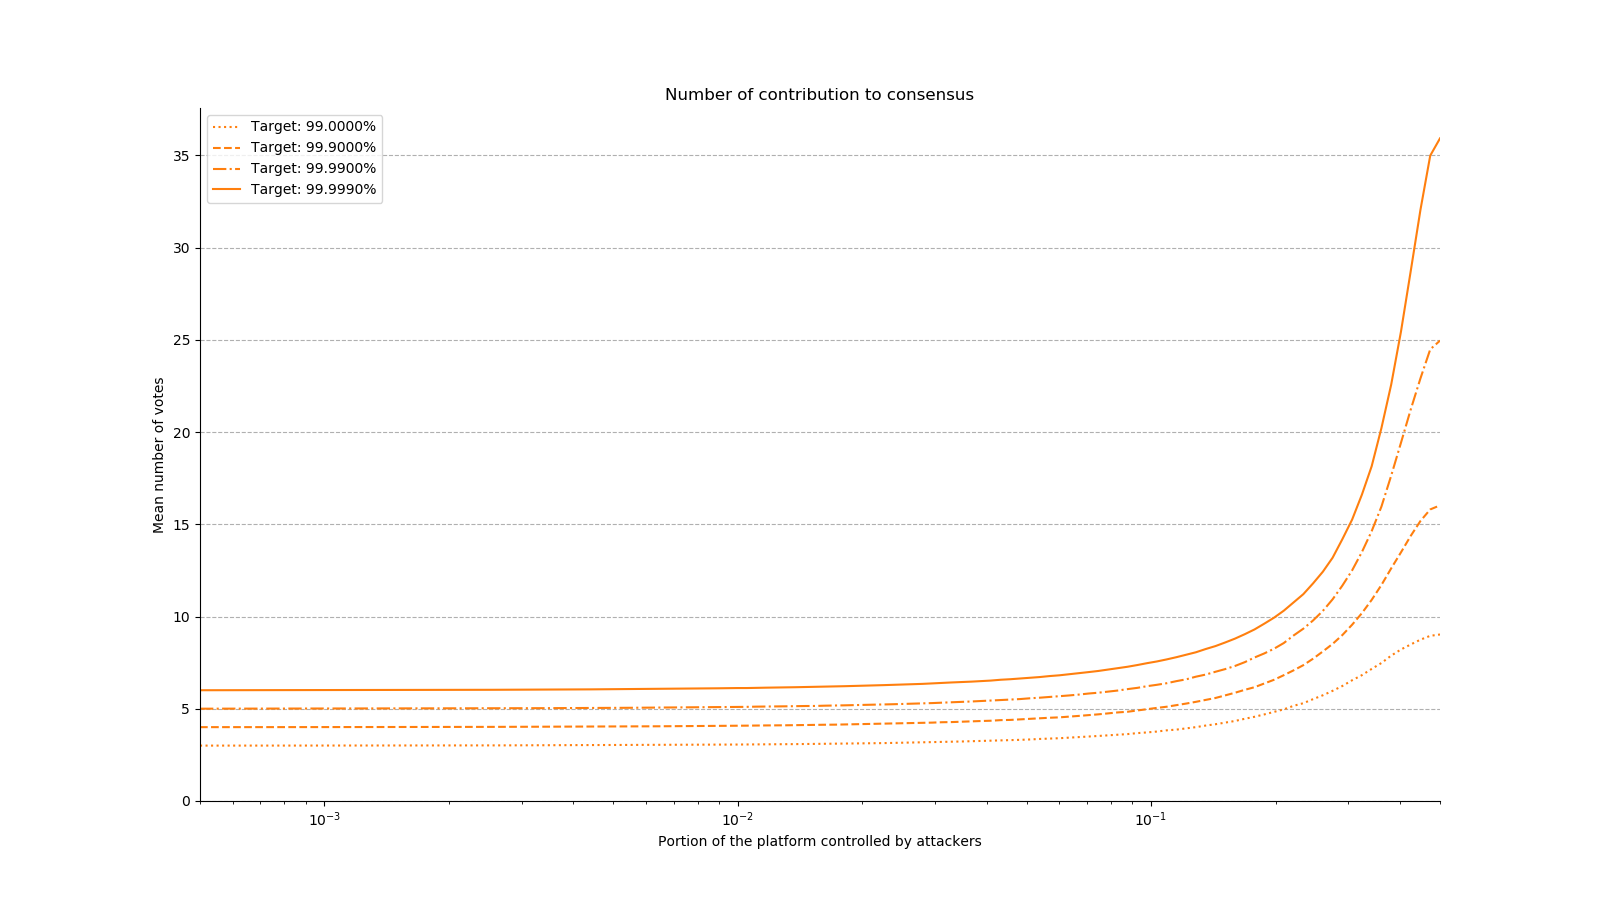 Number of contribution to consensus
Target: 99.0000%
Target: 99.9000%
Target: 99.9900%
Target: 99.9990%
35
30
25
20
15
10
5
0
Mean number of votes
10⁻³
10⁻²
10⁻¹
Portion of the platform controlled by attackers